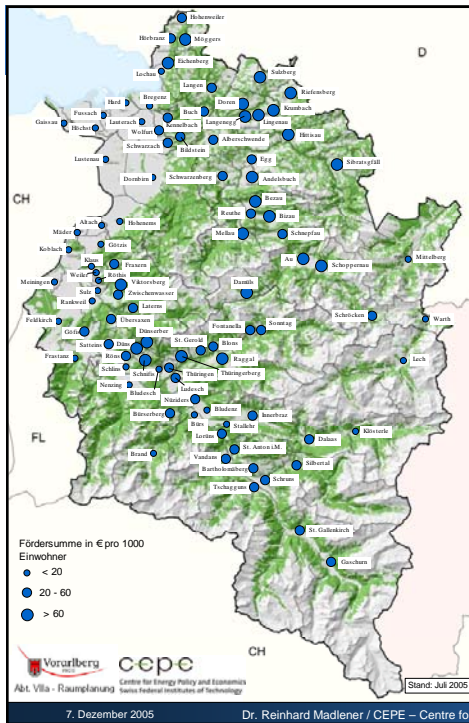 Hohenweiler
Hörbranz
Möggers
D
Eichenberg
Lochau
Sulzberg
Langen
Riefensberg
Hard
Bregenz
Doren
Krumbach
Fussach
Kennelbach
Buch
Langenegg
Lingenau
Gaissau
Höchst
Lauterach
Wolfurt
Alberschwende
Hittisau
Schwarzach
Bildstein
Lustenau
Egg
Sibratsgfäll
Dornbirn
Schwarzenberg
Andelsbach
CH
Bezau
Reuthe
Bizau
Altach
Hohenems
Mäder
Mellau
Schnepfau
Koblach
Götzis
Au
Mittelberg
Klaus
Fraxern
Schoppernau
Weiler
Röthis
Meiningen
Viktorsberg
Sulz
Zwischenwasser
Damüls
Rankweil
Laterns
Schröcken
Feldkirch
Übersaxen
Warth
Göfis
Dünserberg
Fontanella
Sonntag
Satteins
Düns
St. Gerold
Blons
Frastanz
Röns
Raggal
Lech
Schlins
Schnifis
Thüringen
Thüringerberg
Nenzing
Bludesch
Ludesch
Nüziders
Bürserberg
Bludenz
Innerbraz
Bürs
Stallehr
Klösterle
FL
Lorüns
Dalaas
Brand
St. Anton i.M.
Vandans
Silbertal
Bartholomäberg
Schruns
Tschagguns
St. Gallenkirch
Fördersumme in € pro 1000
Einwohner
Gaschurn
< 20
20 - 60
> 60
CH
Vorarlberg
cepe
Centre for Energy Policy and Economics
Swiss Federal Institutes of Technology
Abt. VIIa - Raumplanung
Stand: Juli 2005
7. Dezember 2005
Dr. Reinhard Madlener / CEPE – Centre fo